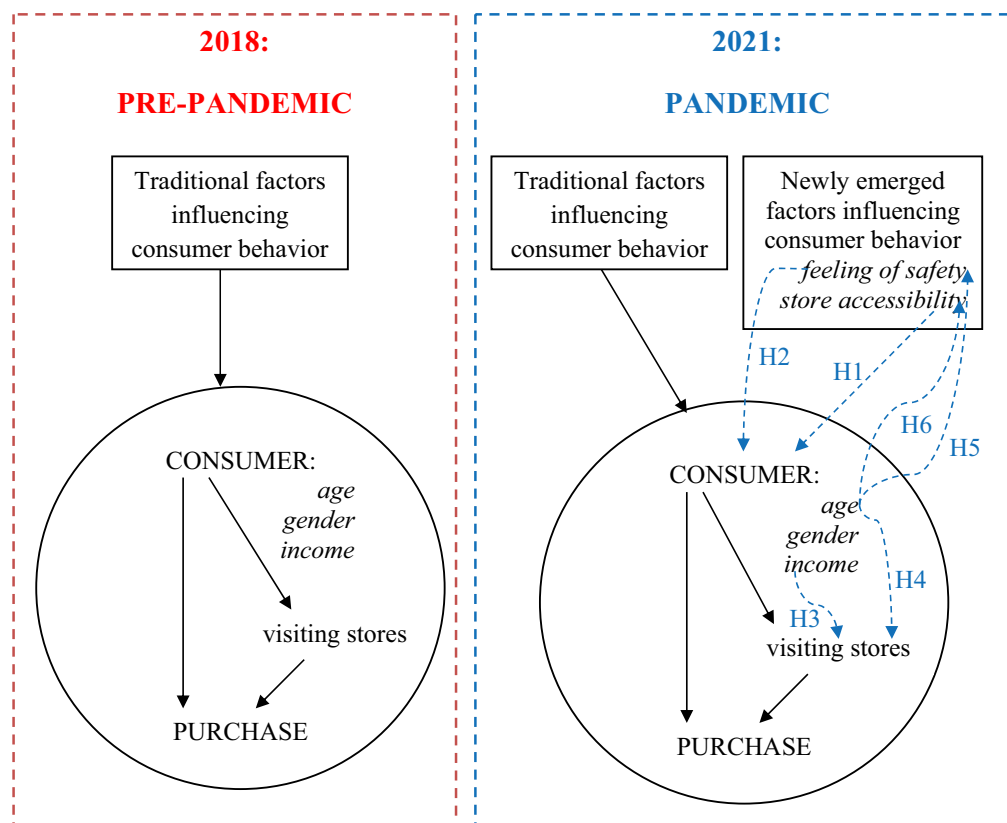 2018:
PRE-PANDEMIC
Traditional factors
influencing
consumer behavior
CONSUMER:
age
gender
income
visiting stores
PURCHASE
2021:
PANDEMIC
Traditional factors
influencing
consumer behavior
Newly emerged
factors influencing
consumer behavior
feeling of safety
store accessibility
H2
H1
H6
H5
CONSUMER:
age
gender
income
H4
H3
visiting stores
PURCHASE